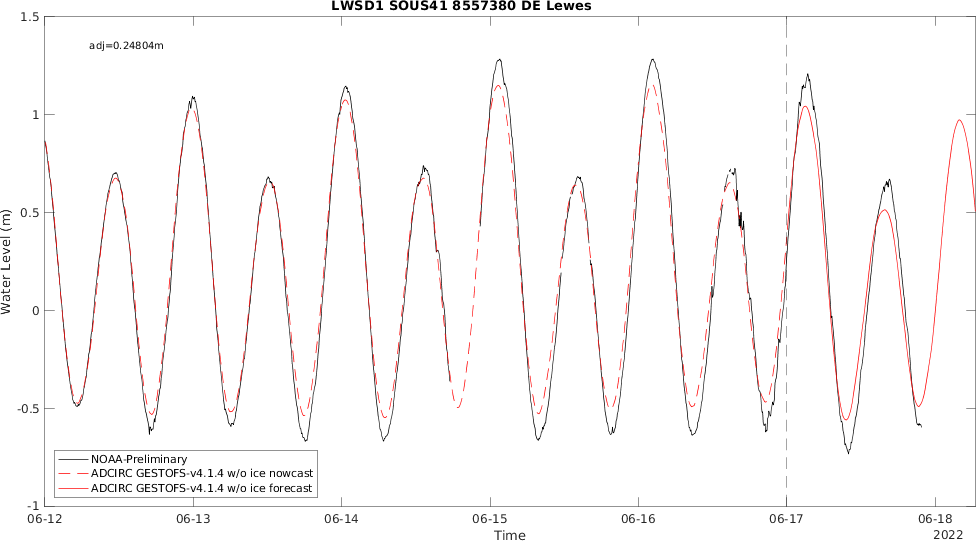 LWSD1 SOUS41 8557380 DE Lewes
adj=0.24804m
1.5
1
0.5
0
-0.5
-1
Water Level (m)
NOAA-Preliminary
ADCIRC GESTOFS-v4.1.4 w/o ice nowcast
ADCIRC GESTOFS-v4.1.4 w/o ice forecast
06-12 06-13 06-14 06-15 06-16 06-17 06-18
Time
2022